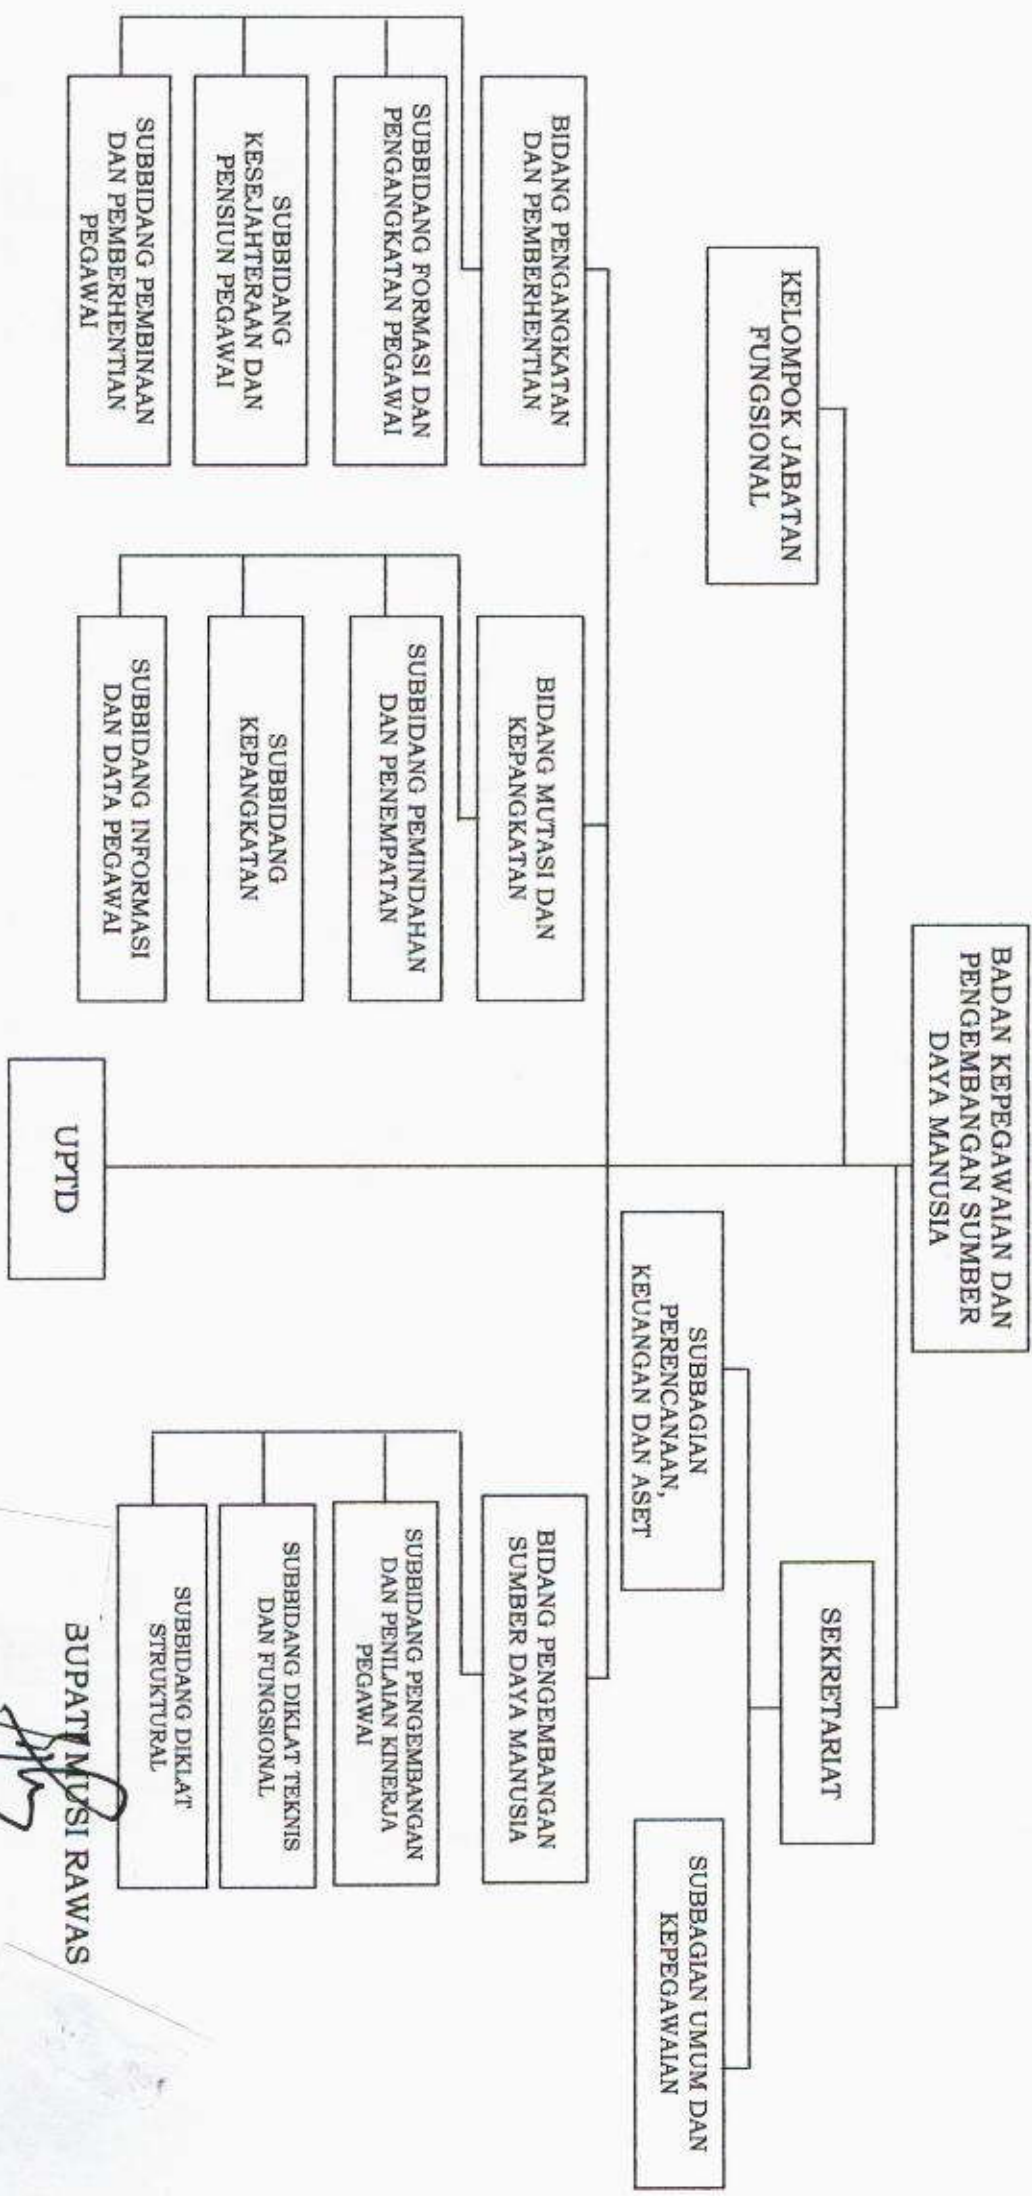 BADAN KEPEGAWAIAN DAN
PENGEMBANGAN SUMBER
DAYA MANUSIA
KELOMPOK JABATAN
FUNGSIONAL
SEKRETARIAT
SUBBAGIAN
PERENCANAAN,
KEUANGAN DAN ASET
SUBBAGIAN UMUM DAN
KEPEGAWAIAN
BIDANG PENGANGKATAN
DAN PEMBERHENTIAN
SUBBIDANG FORMASI DAN
PENGANGKATAN PEGAWAI
SUBBIDANG
KESEJAHTERAAN DAN
PENSIUN PEGAWAI
SUBBIDANG PEMBINAAN
DAN PEMBERHENTIAN
PEGAWAI
BIDANG MUTASI DAN
KEPANGKATAN
SUBBIDANG PEMINDAHAN
DAN PENEMPATAN
SUBBIDANG
KEPANGKATAN
SUBBIDANG INFORMASI
DAN DATA PEGAWAI
BIDANG PENGEMBANGAN
SUMBER DAYA MANUSIA
SUBBIDANG PENGEMBANGAN
DAN PENILAIAN KINERJA
PEGAWAI
SUBBIDANG DIKLAT TEKNIS
DAN FUNGSIONAL
SUBBIDANG DIKLAT
STRUKTURAL
UPTD
BUPATI MUSI RAWAS